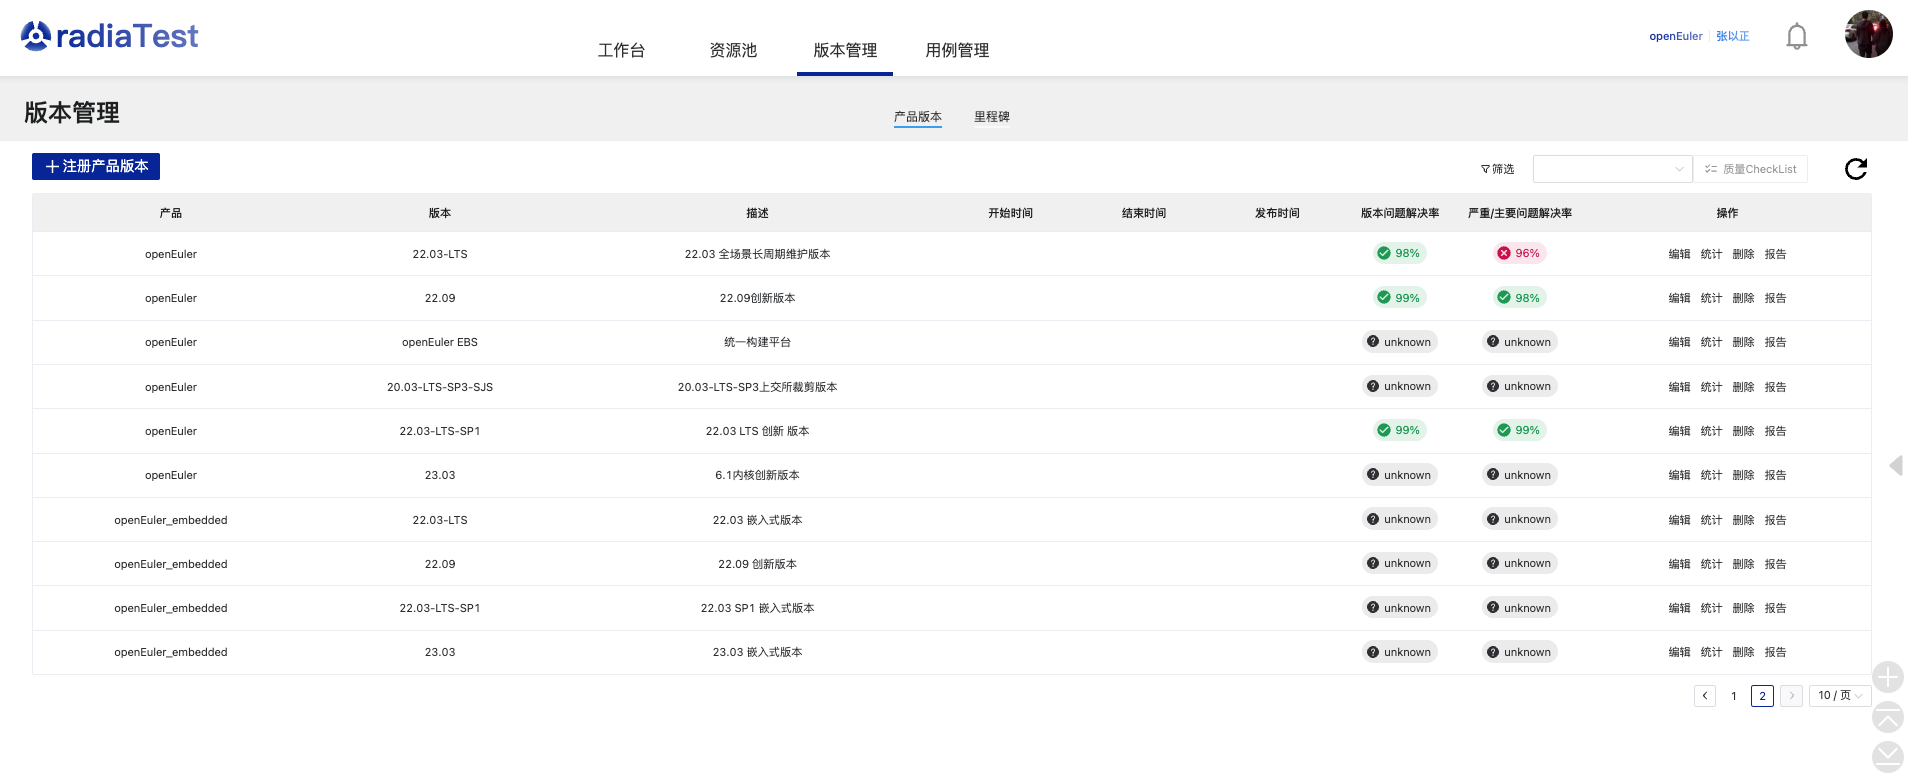 radiaTest
工作台 资源池 版本管理 用例管理
openEuler 张以正
版本管理
产品版本 里程碑
注册产品版本
筛选 质量CheckList
产品 版本 描述 开始时间 结束时间 发布时间 版本问题解决率 严重/主要问题解决率 操作
openEuler 22.03-LTS 22.03 全场景长周期维护版本 98% 96% 编辑 统计 删除 报告
openEuler 22.09 22.09创新版本 99% 98% 编辑 统计 删除 报告
openEuler openEuler EBS 统一构建平台 unknown unknown 编辑 统计 删除 报告
openEuler 20.03-LTS-SP3-SJS 20.03-LTS-SP3上交所裁剪版本 unknown unknown 编辑 统计 删除 报告
openEuler 22.03-LTS-SP1 22.03 LTS 创新 版本 99% 99% 编辑 统计 删除 报告
openEuler 23.03 6.1内核创新版本 unknown unknown 编辑 统计 删除 报告
openEuler_embedded 22.03-LTS 22.03 嵌入式版本 unknown unknown 编辑 统计 删除 报告
openEuler_embedded 22.09 22.09 创新版本 unknown unknown 编辑 统计 删除 报告
openEuler_embedded 22.03-LTS-SP1 22.03 SP1 嵌入式版本 unknown unknown 编辑 统计 删除 报告
openEuler_embedded 23.03 23.03 嵌入式版本 unknown unknown 编辑 统计 删除 报告
1 2 10 / 页